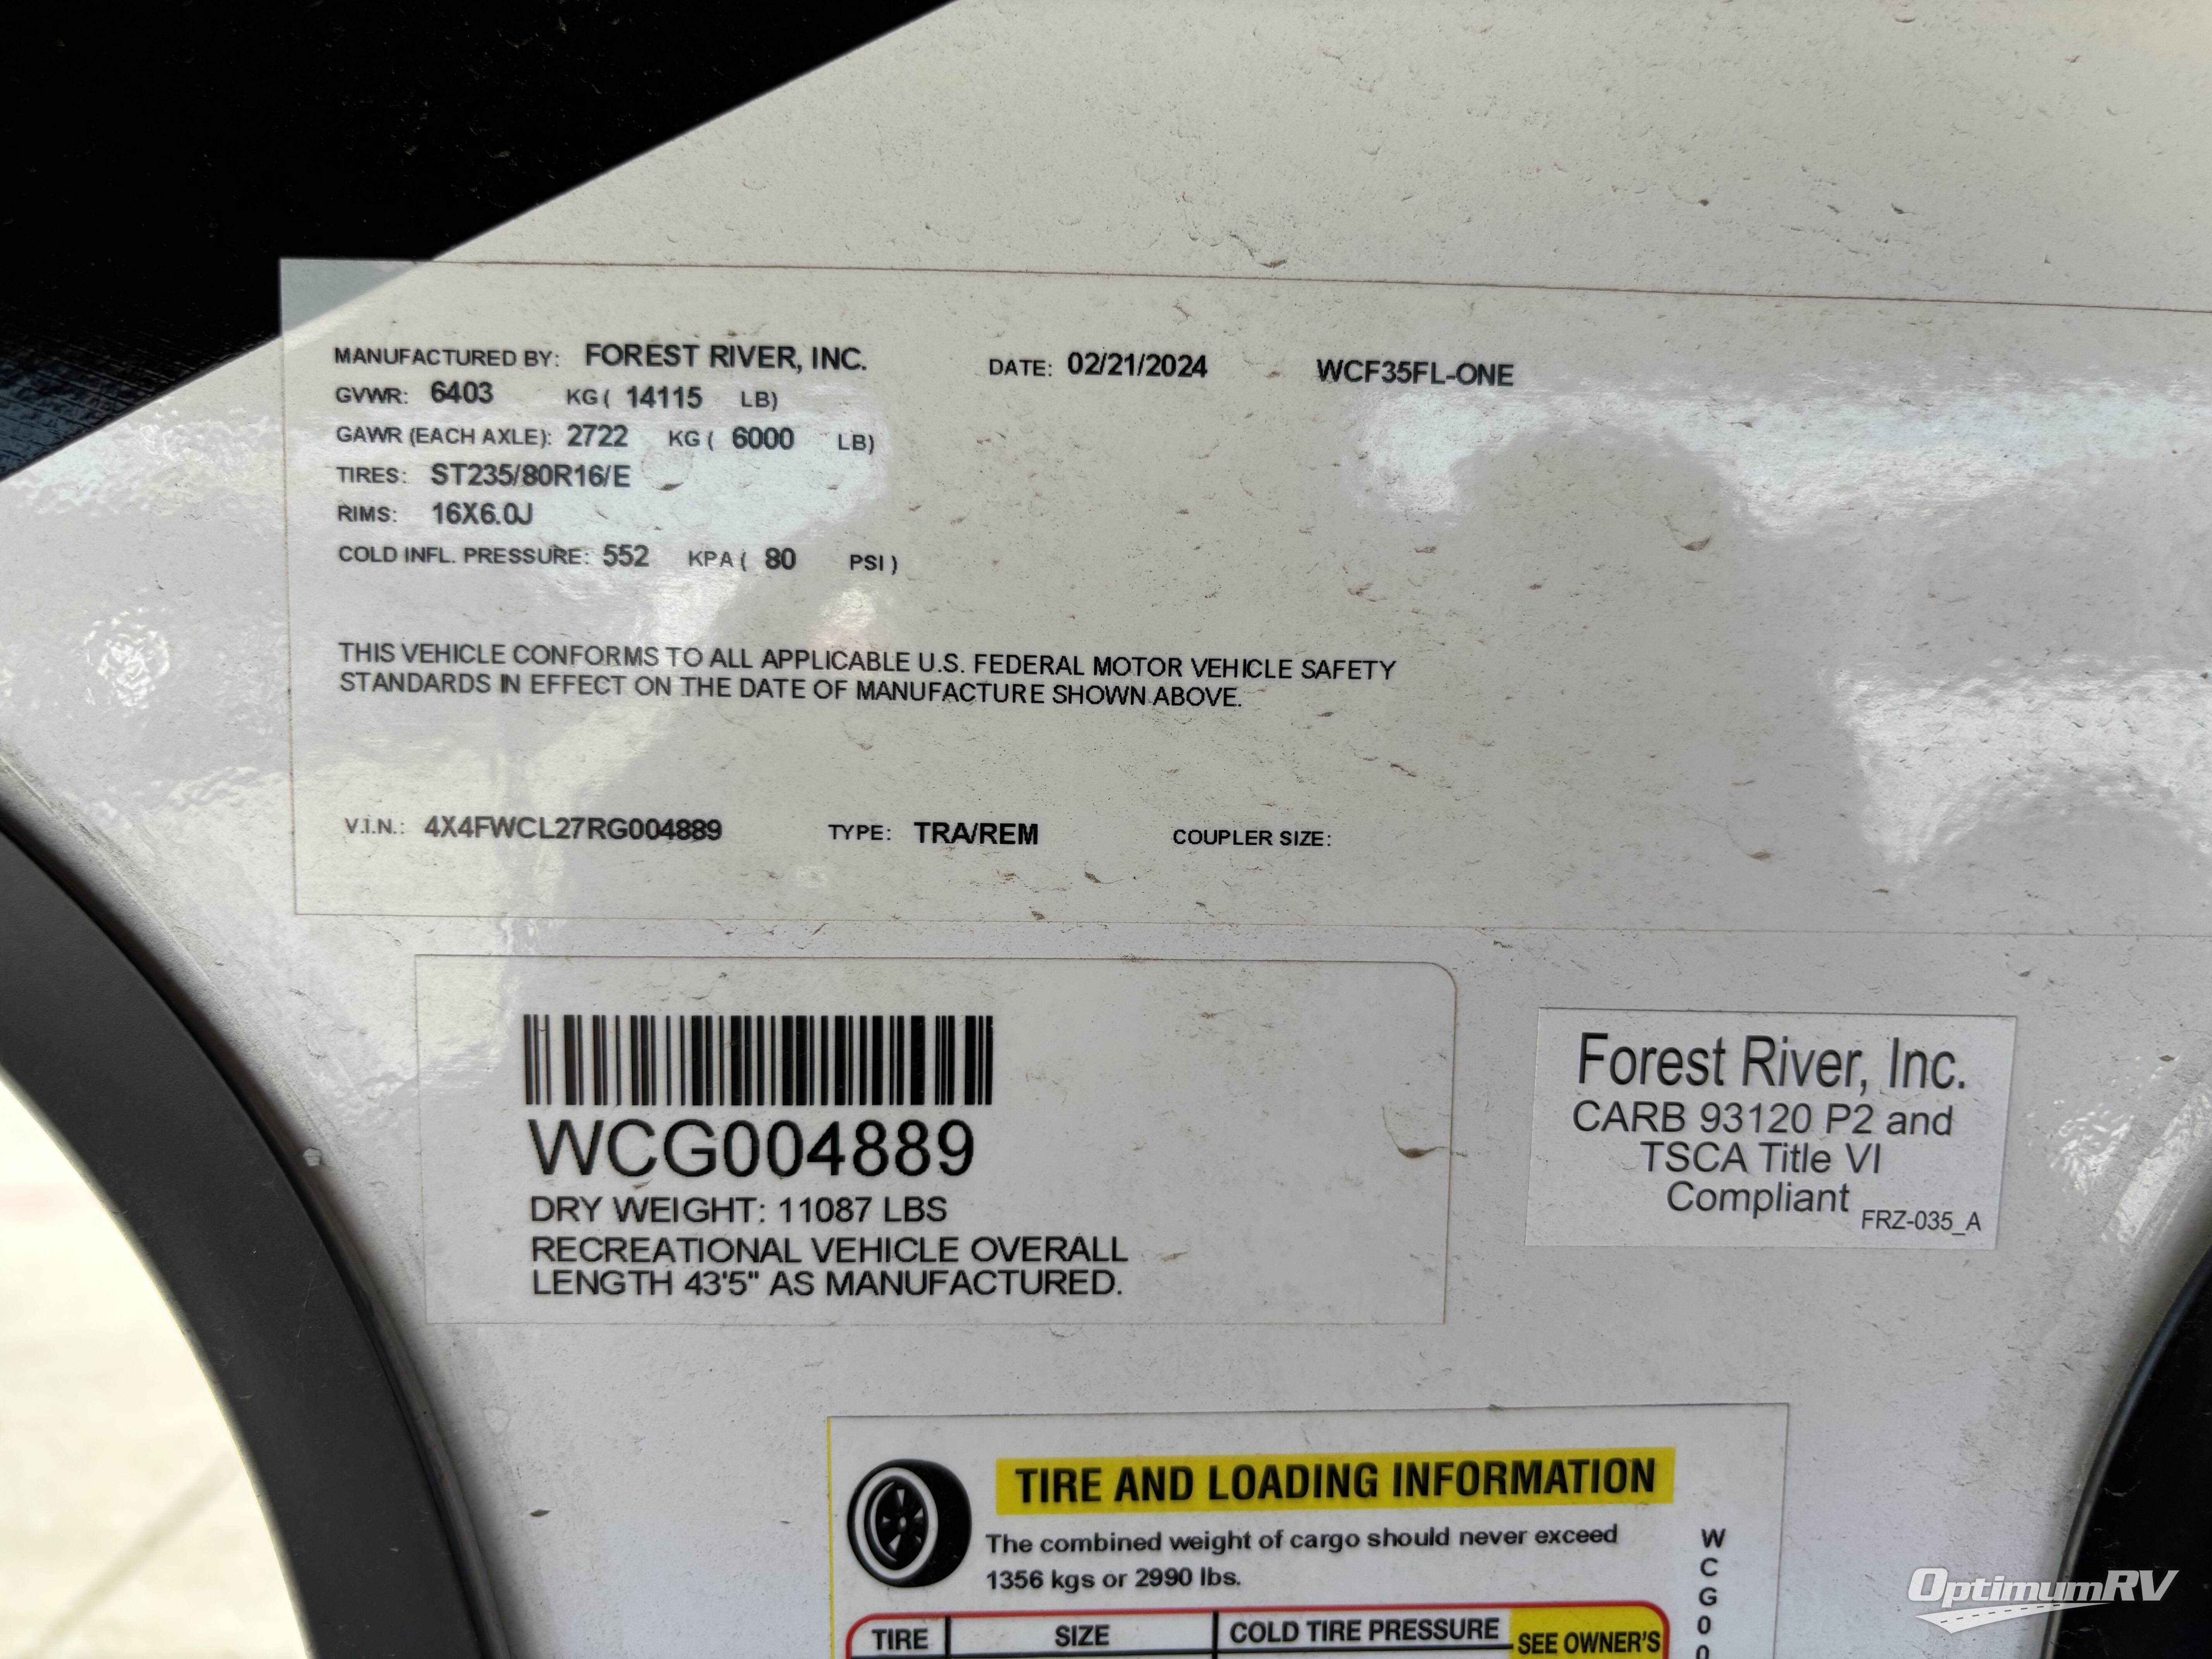 MANUFACTURED BY: FOREST RIVER, INC. DATE: 02/21/2024 WCF35FL-ONE
GVWR: 6403 KG ( 14115 LB)
GAWR (EACH AXLE): 2722 KG ( 6000 LB)
TIRES: ST235/80R16/E
RIMS: 16X6.0J
COLD INFL. PRESSURE: 552 KPA ( 80 PSI )
THIS VEHICLE CONFORMS TO ALL APPLICABLE U.S. FEDERAL MOTOR VEHICLE SAFETY
STANDARDS IN EFFECT ON THE DATE OF MANUFACTURE SHOWN ABOVE.
V.I.N.: 4X4FWCL27RG004889 TYPE: TRA/REM COUPLER SIZE:
WCG004889
DRY WEIGHT: 11087 LBS
RECREATIONAL VEHICLE OVERALL
LENGTH 43'5" AS MANUFACTURED.
Forest River, Inc.
CARB 93120 P2 and
TSCA Title VI
Compliant FRZ-035_A
TIRE AND LOADING INFORMATION
The combined weight of cargo should never exceed
1356 kgs or 2990 lbs.
TIRE SIZE COLD TIRE PRESSURE SEE OWNER'S
W
C
G
0
0
OptimumRV